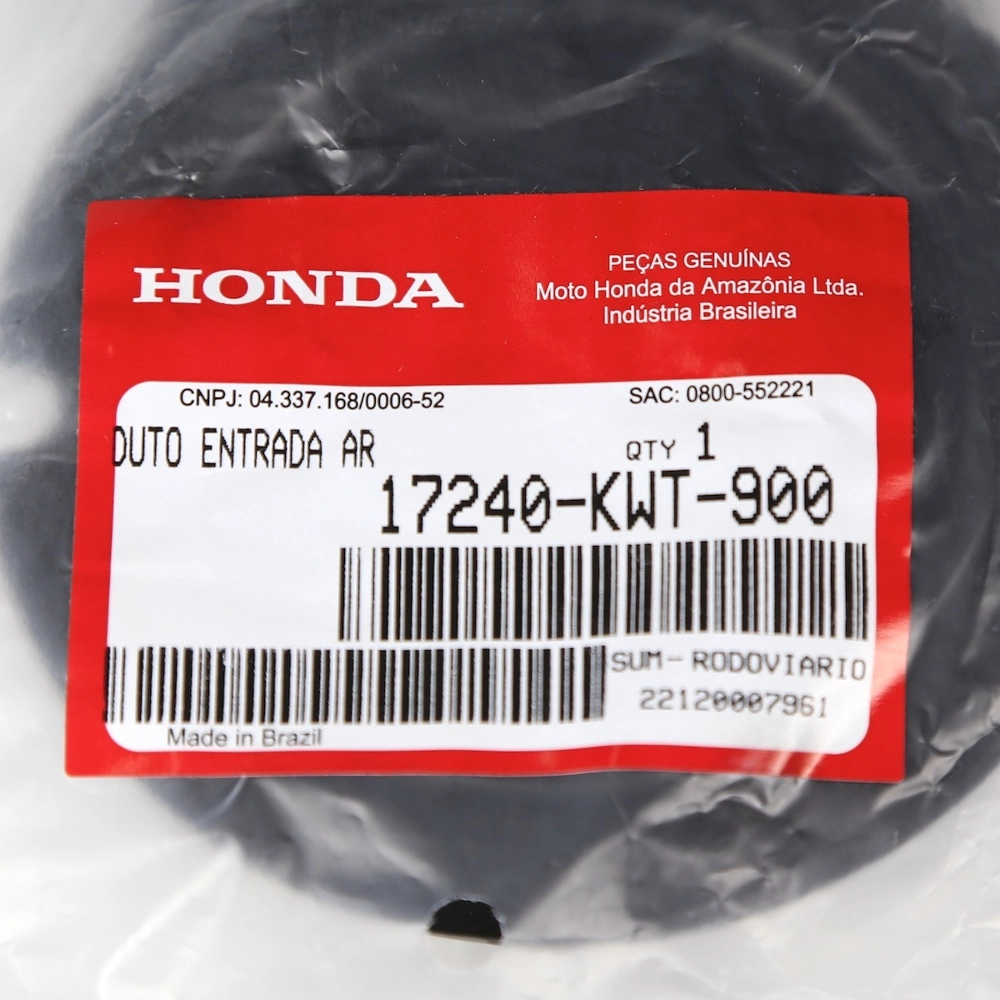 HONDA
PEÇAS GENUÍNAS
Moto Honda da Amazônia Ltda.
Indústria Brasileira
CNPJ: 04.337.168/0006-52
SAC: 0800-552221
DUTO ENTRADA AR
QTY 1
17240-KWT-900
SUM-RODOVIARIO
22120007961
Made in Brazil